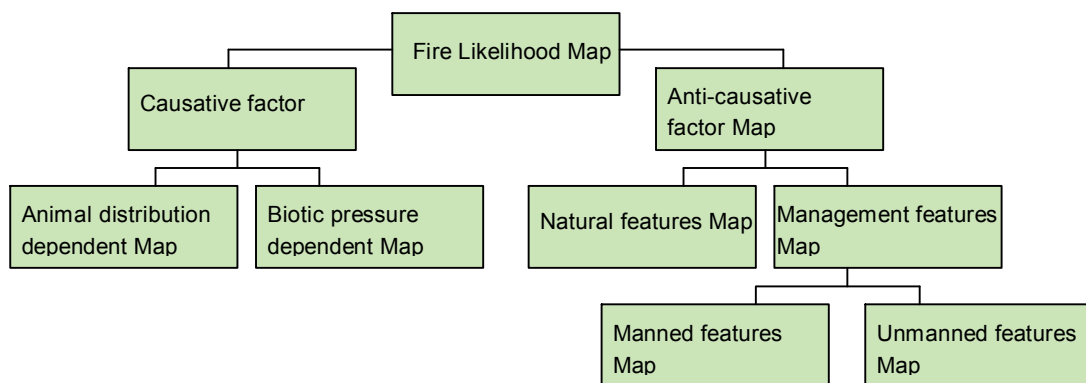 Fire Likelihood Map
Causative factor
Anti-causative
factor Map
Animal distribution
dependent Map
Biotic pressure
dependent Map
Natural features Map
Management features
Map
Manned features
Map
Unmanned features
Map